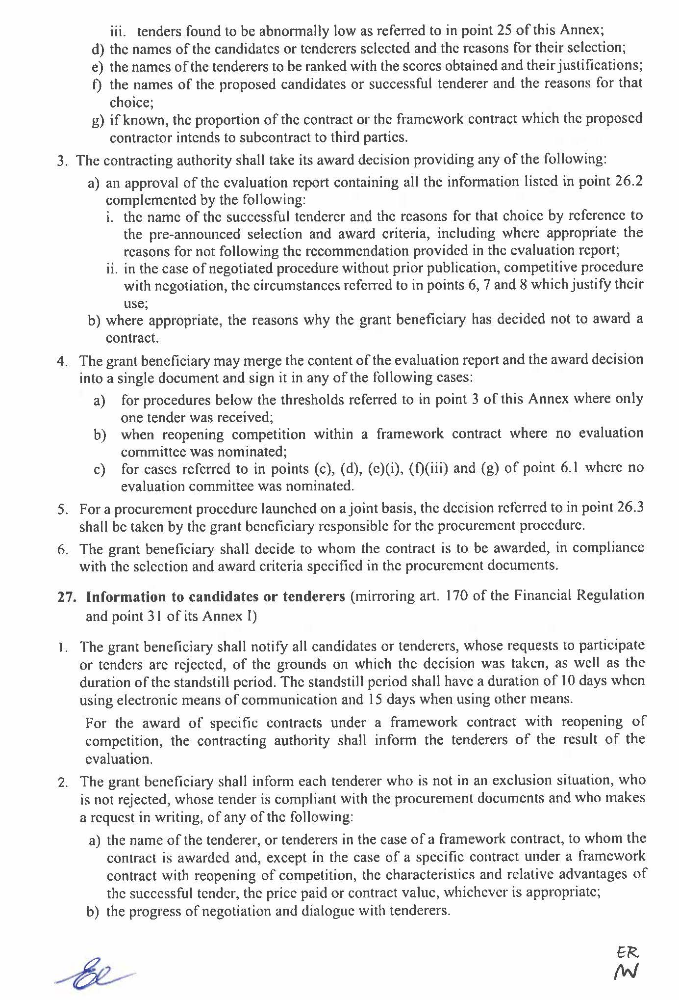 iii. tenders found to be abnormally low as referred to in point 25 of this Annex;
d) the names of the candidates or tenderers selected and the reasons for their selection;
e) the names of the tenderers to be ranked with the scores obtained and their justifications;
f) the names of the proposed candidates or successful tenderer and the reasons for that
choice;
g) if known, the proportion of the contract or the framework contract which the proposed
contractor intends to subcontract to third parties.
3. The contracting authority shall take its award decision providing any of the following:
a) an approval of the evaluation report containing all the information listed in point 26.2
complemented by the following:
i. the name of the successful tenderer and the reasons for that choice by reference to
the pre-announced selection and award criteria, including where appropriate the
reasons for not following the recommendation provided in the evaluation report;
ii. in the case of negotiated procedure without prior publication, competitive procedure
with negotiation, the circumstances referred to in points 6, 7 and 8 which justify their
use;
b) where appropriate, the reasons why the grant beneficiary has decided not to award a
contract.
4. The grant beneficiary may merge the content of the evaluation report and the award decision
into a single document and sign it in any of the following cases:
a) for procedures below the thresholds referred to in point 3 of this Annex where only
one tender was received;
b) when reopening competition within a framework contract where no evaluation
committee was nominated;
c) for cases referred to in points (c), (d), (e)(i), (f)(iii) and (g) of point 6.1 where no
evaluation committee was nominated.
5. For a procurement procedure launched on a joint basis, the decision referred to in point 26.3
shall be taken by the grant beneficiary responsible for the procurement procedure.
6. The grant beneficiary shall decide to whom the contract is to be awarded, in compliance
with the selection and award criteria specified in the procurement documents.
27. Information to candidates or tenderers (mirroring art. 170 of the Financial Regulation
and point 31 of its Annex I)
1. The grant beneficiary shall notify all candidates or tenderers, whose requests to participate
or tenders are rejected, of the grounds on which the decision was taken, as well as the
duration of the standstill period. The standstill period shall have a duration of 10 days when
using electronic means of communication and 15 days when using other means.
For the award of specific contracts under a framework contract with reopening of
competition, the contracting authority shall inform the tenderers of the result of the
evaluation.
2. The grant beneficiary shall inform each tenderer who is not in an exclusion situation, who
is not rejected, whose tender is compliant with the procurement documents and who makes
a request in writing, of any of the following:
a) the name of the tenderer, or tenderers in the case of a framework contract, to whom the
contract is awarded and, except in the case of a specific contract under a framework
contract with reopening of competition, the characteristics and relative advantages of
the successful tender, the price paid or contract value, whichever is appropriate;
b) the progress of negotiation and dialogue with tenderers.
ER